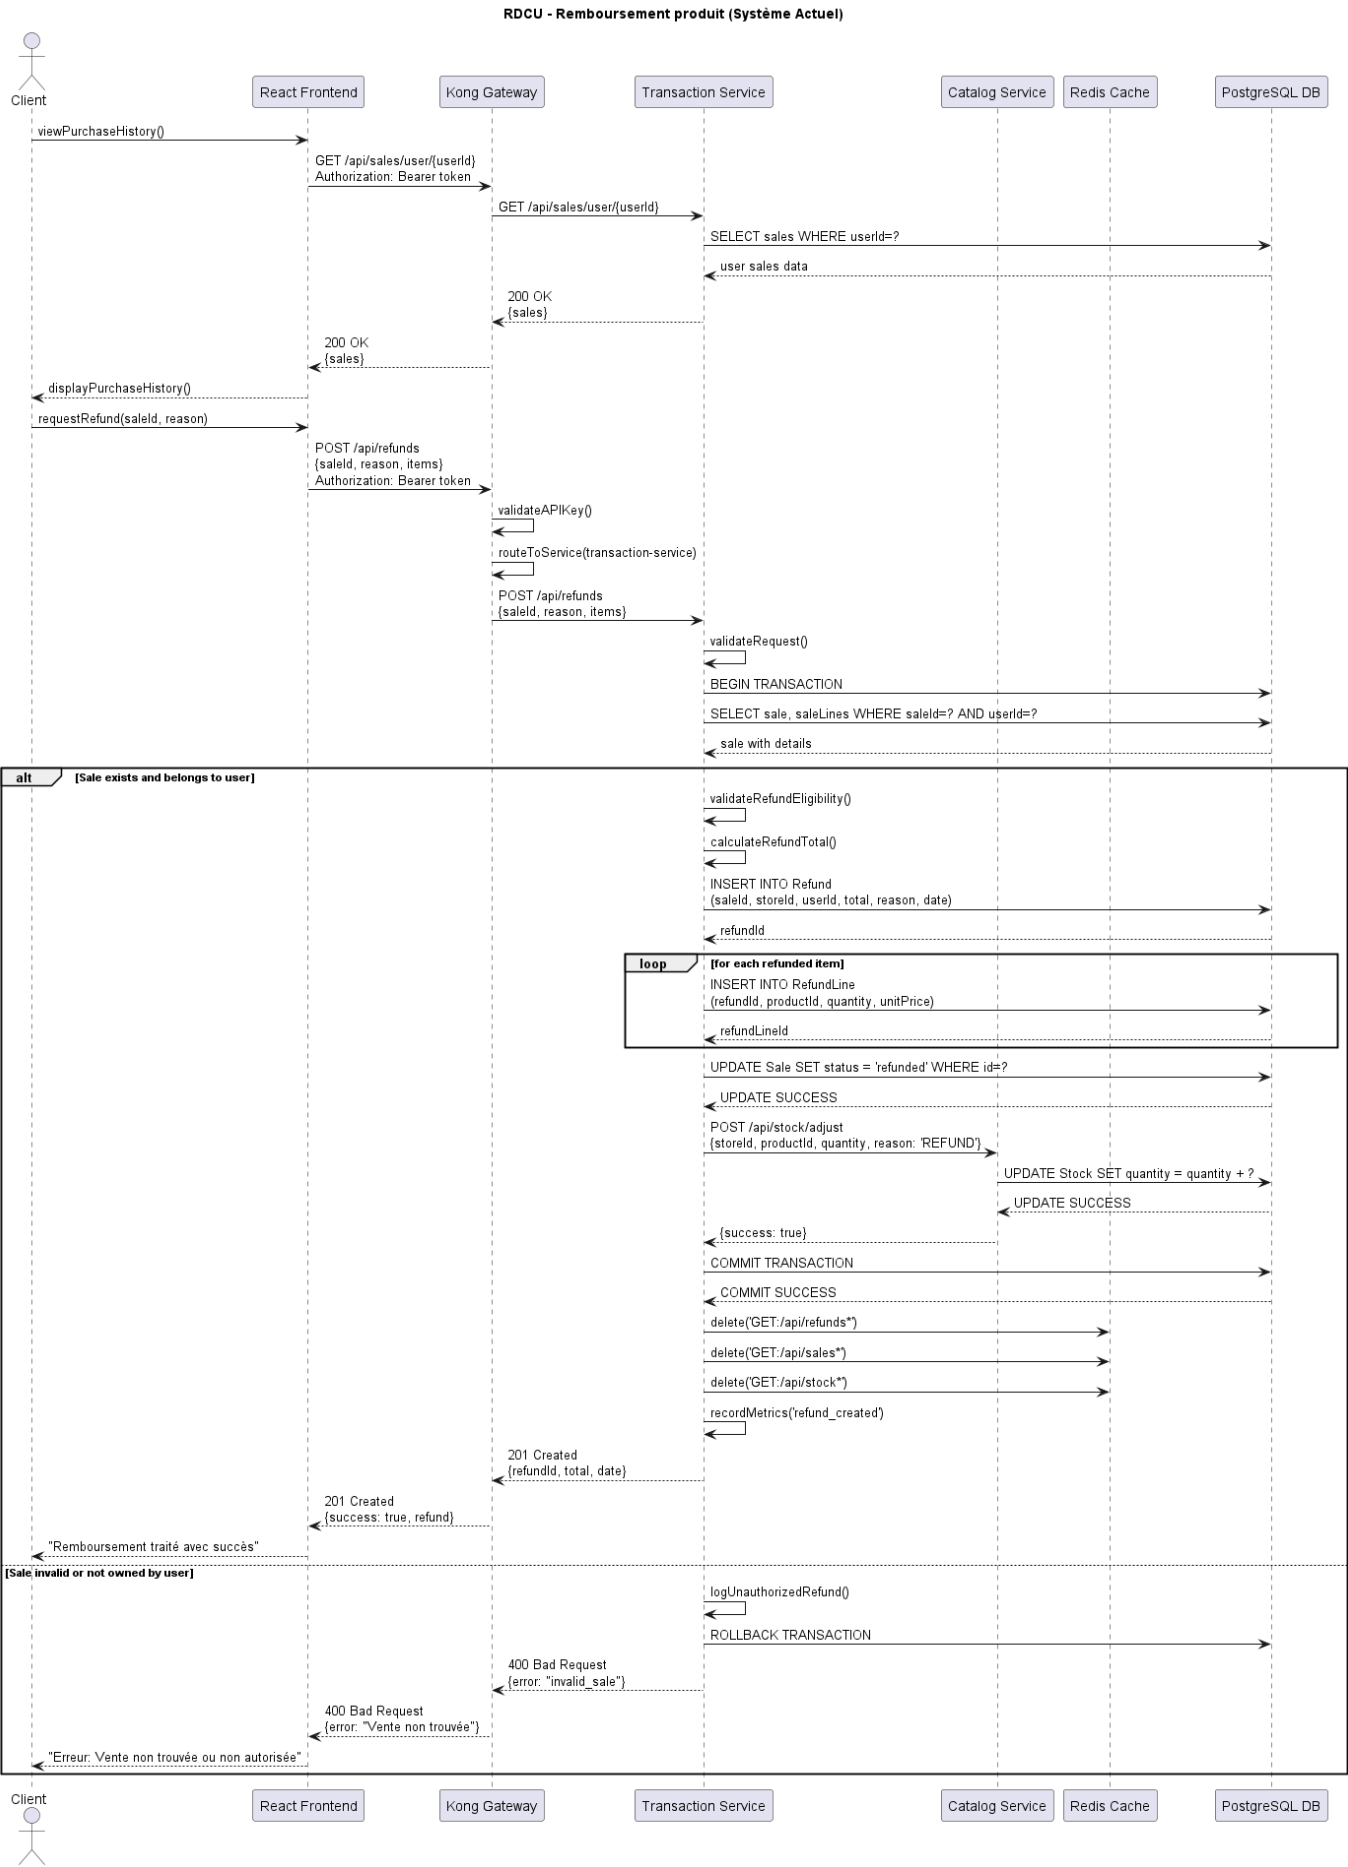 RDCU - Remboursement produit (Système Actuel)
Client
React Frontend
Kong Gateway
Transaction Service
Catalog Service
Redis Cache
PostgreSQL DB
viewPurchaseHistory()
GET /api/sales/user/{userId}
Authorization: Bearer token
GET /api/sales/user/{userId}
SELECT sales WHERE userId=?
user sales data
200 OK
{sales}
200 OK
{sales}
displayPurchaseHistory()
requestRefund(saleId, reason)
POST /api/refunds
{saleId, reason, items}
Authorization: Bearer token
validateAPIKey()
routeToService(transaction-service)
POST /api/refunds
{saleId, reason, items}
validateRequest()
BEGIN TRANSACTION
SELECT sale, saleLines WHERE saleId=? AND userId=?
sale with details
alt
[Sale exists and belongs to user]
validateRefundEligibility()
calculateRefundTotal()
INSERT INTO Refund
(saleId, storeId, userId, total, reason, date)
refundId
loop
[for each refunded item]
INSERT INTO RefundLine
(refundId, productId, quantity, unitPrice)
refundLineId
UPDATE Sale SET status = 'refunded' WHERE id=?
UPDATE SUCCESS
POST /api/stock/adjust
{storeId, productId, quantity, reason: 'REFUND'}
UPDATE Stock SET quantity = quantity + ?
UPDATE SUCCESS
{success: true}
COMMIT TRANSACTION
COMMIT SUCCESS
delete('GET:/api/refunds*')
delete('GET:/api/sales*')
delete('GET:/api/stock*')
recordMetrics('refund_created')
201 Created
{refundId, total, date}
201 Created
{success: true, refund}
"Remboursement traité avec succès"
[Sale invalid or not owned by user]
logUnauthorizedRefund()
ROLLBACK TRANSACTION
400 Bad Request
{error: "invalid_sale"}
400 Bad Request
{error: "Vente non trouvée"}
"Erreur: Vente non trouvée ou non autorisée"
Client
React Frontend
Kong Gateway
Transaction Service
Catalog Service
Redis Cache
PostgreSQL DB